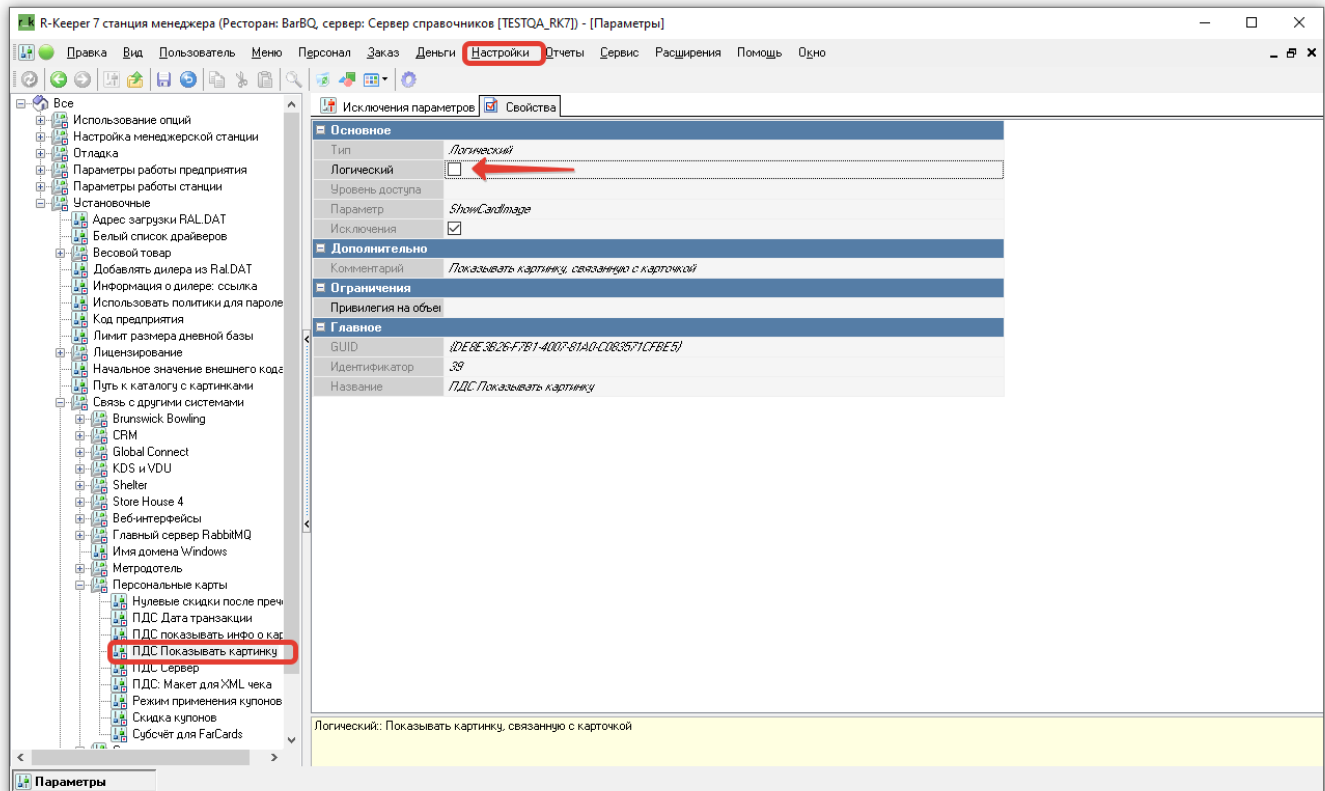 R-Keeper 7 станция менеджера (Ресторан: BarBQ, сервер: Сервер справочников [TESTQA_RK7]) - [Параметры]
Правка Вид Пользователь Меню Персонал Заказ Деньги Настройки Отчеты Сервис Расширения Помощь Окно
Все
Использование опций
Настройка менеджерской станции
Отладка
Параметры работы предприятия
Параметры работы станции
Установочные
Адрес загрузки RAL.DAT
Белый список драйверов
Весовой товар
Добавлять дилера из Ral.DAT
Информация о дилере: ссылка
Использовать политики для пароле
Код предприятия
Лимит размера дневной базы
Лицензирование
Начальное значение внешнего кода
Путь к каталогу с картинками
Связь с другими системами
Brunswick Bowling
CRM
Global Connect
KDS и VDU
Shelter
Store House 4
Веб-интерфейсы
Главный сервер RabbitMQ
Имя домена Windows
Метродотель
Персональные карты
Нулевые скидки после пречи
ПДС Дата транзакции
ПДС показывать инфо о кар
ПДС Показывать картинку
ПДС Сервер
ПДС: Макет для XML чека
Режим применения купонов
Скидка купонов
Субсчёт для FarCards
Исключения параметров Свойства
Основное
Тип Логический
Логический
Уровень доступа
Параметр ShowCardImage
Исключения
Дополнительно
Комментарий Показывать картинку, связанную с карточкой
Ограничения
Привилегия на объек
Главное
GUID {DE8E3B26-F7B1-4007-81A0-C083571CFBE5}
Идентификатор 39
Название ПДС Показывать картинку
Логический:: Показывать картинку, связанную с карточкой
Параметры